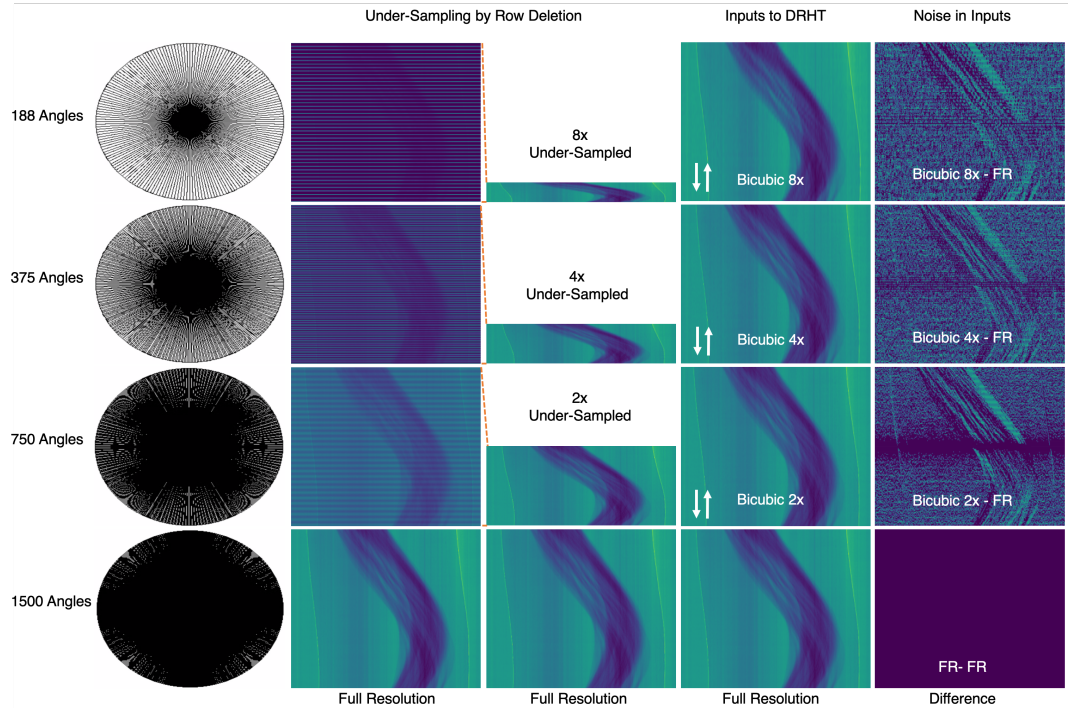 Under-Sampling by Row Deletion
Inputs to DRHT
Noise in Inputs
188 Angles
8x
Under-Sampled
Bicubic 8x
Bicubic 8x - FR
375 Angles
4x
Under-Sampled
Bicubic 4x
Bicubic 4x - FR
750 Angles
2x
Under-Sampled
Bicubic 2x
Bicubic 2x - FR
1500 Angles
FR- FR
Full Resolution
Full Resolution
Full Resolution
Difference